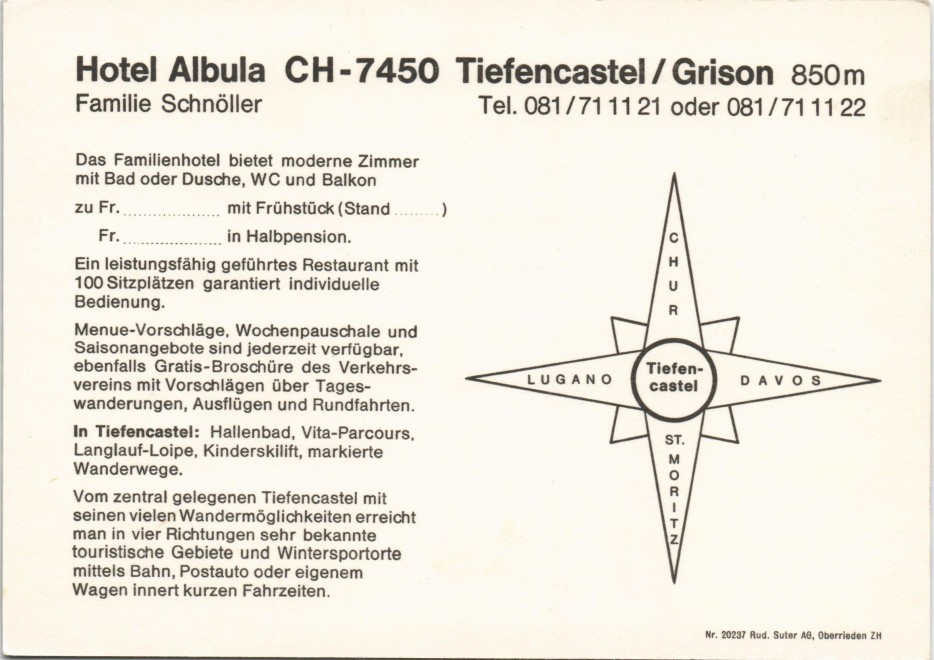 Hotel Albula CH-7450 Tiefencastel/Grison 850m
Familie Schnöller Tel. 081/71 11 21 oder 081/71 11 22
Das Familienhotel bietet moderne Zimmer
mit Bad oder Dusche, WC und Balkon
zu Fr. .................... mit Frühstück (Stand ........)
Fr. .................... in Halbpension.
Ein leistungsfähig geführtes Restaurant mit
100 Sitzplätzen garantiert individuelle
Bedienung.
Menue-Vorschläge, Wochenpauschale und
Saisonangebote sind jederzeit verfügbar,
ebenfalls Gratis-Broschüre des Verkehrs-
vereins mit Vorschlägen über Tages-
wanderungen, Ausflügen und Rundfahrten.
In Tiefencastel: Hallenbad, Vita-Parcours,
Langlauf-Loipe, Kinderskilift, markierte
Wanderwege.
Vom zentral gelegenen Tiefencastel mit
seinen vielen Wandermöglichkeiten erreicht
man in vier Richtungen sehr bekannte
touristische Gebiete und Wintersportorte
mittels Bahn, Postauto oder eigenem
Wagen innert kurzen Fahrzeiten.
CHUR
LUGANO
Tiefen-
castel
DAVOS
ST. MORITZ
Nr. 20237 Rud. Suter AG, Oberrieden ZH